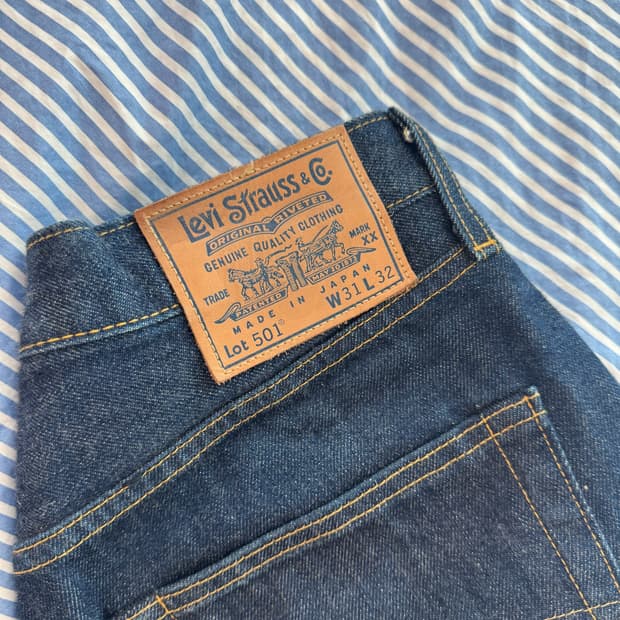 Levi Strauss & Co.
ORIGINAL RIVETED
GENUINE QUALITY CLOTHING
TRADE MARK
XX
PATENTED MAY 20 1873
MADE IN JAPAN
Lot 501® W31 L32